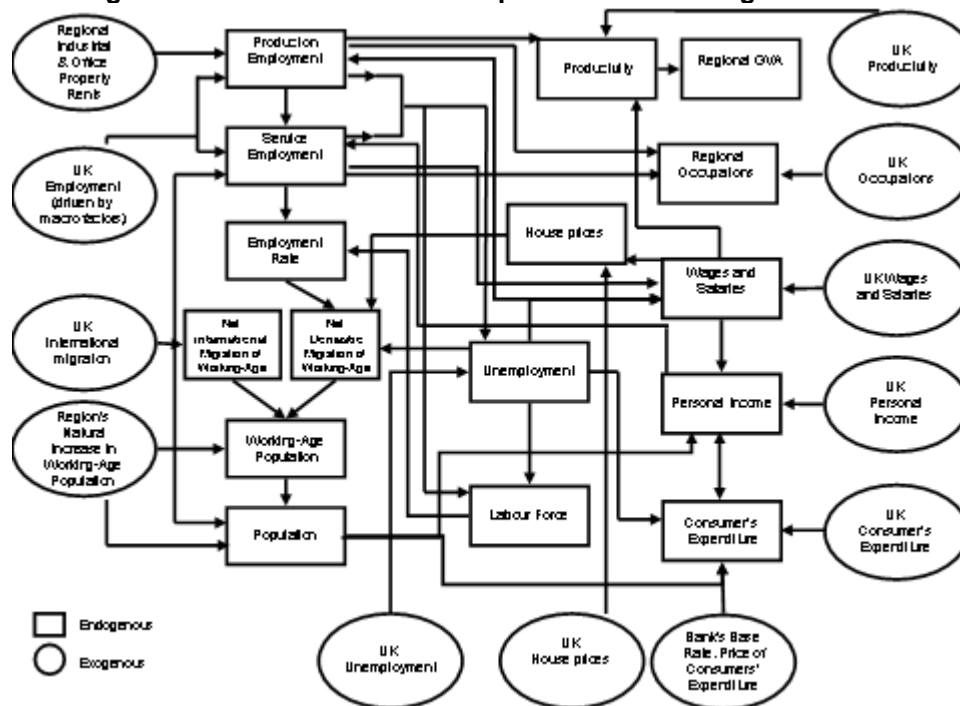 Regional
Industrial
& Office
Property
Rents
Production
Employment
Productivity
Regional GVA
UK
Productivity
Service
Employment
Regional
Occupations
UK
Occupations
UK
Employment
(driven by
macrofactors)
Employment
Rate
House prices
Wages and
Salaries
UK Wages
and Salaries
UK
International
migration
Net
International
Migration of
Working-Age
Net
Domestic
Migration of
Working-Age
Unemployment
Personal Income
UK
Personal
Income
Region's
Natural
Increase in
Working-Age
Population
Working-Age
Population
Labour Force
Consumer's
Expenditure
UK
Consumer's
Expenditure
Population
Endogenous
Exogenous
UK
Unemployment
UK
House prices
Bank's Base
Rate, Price of
Consumers'
Expenditure